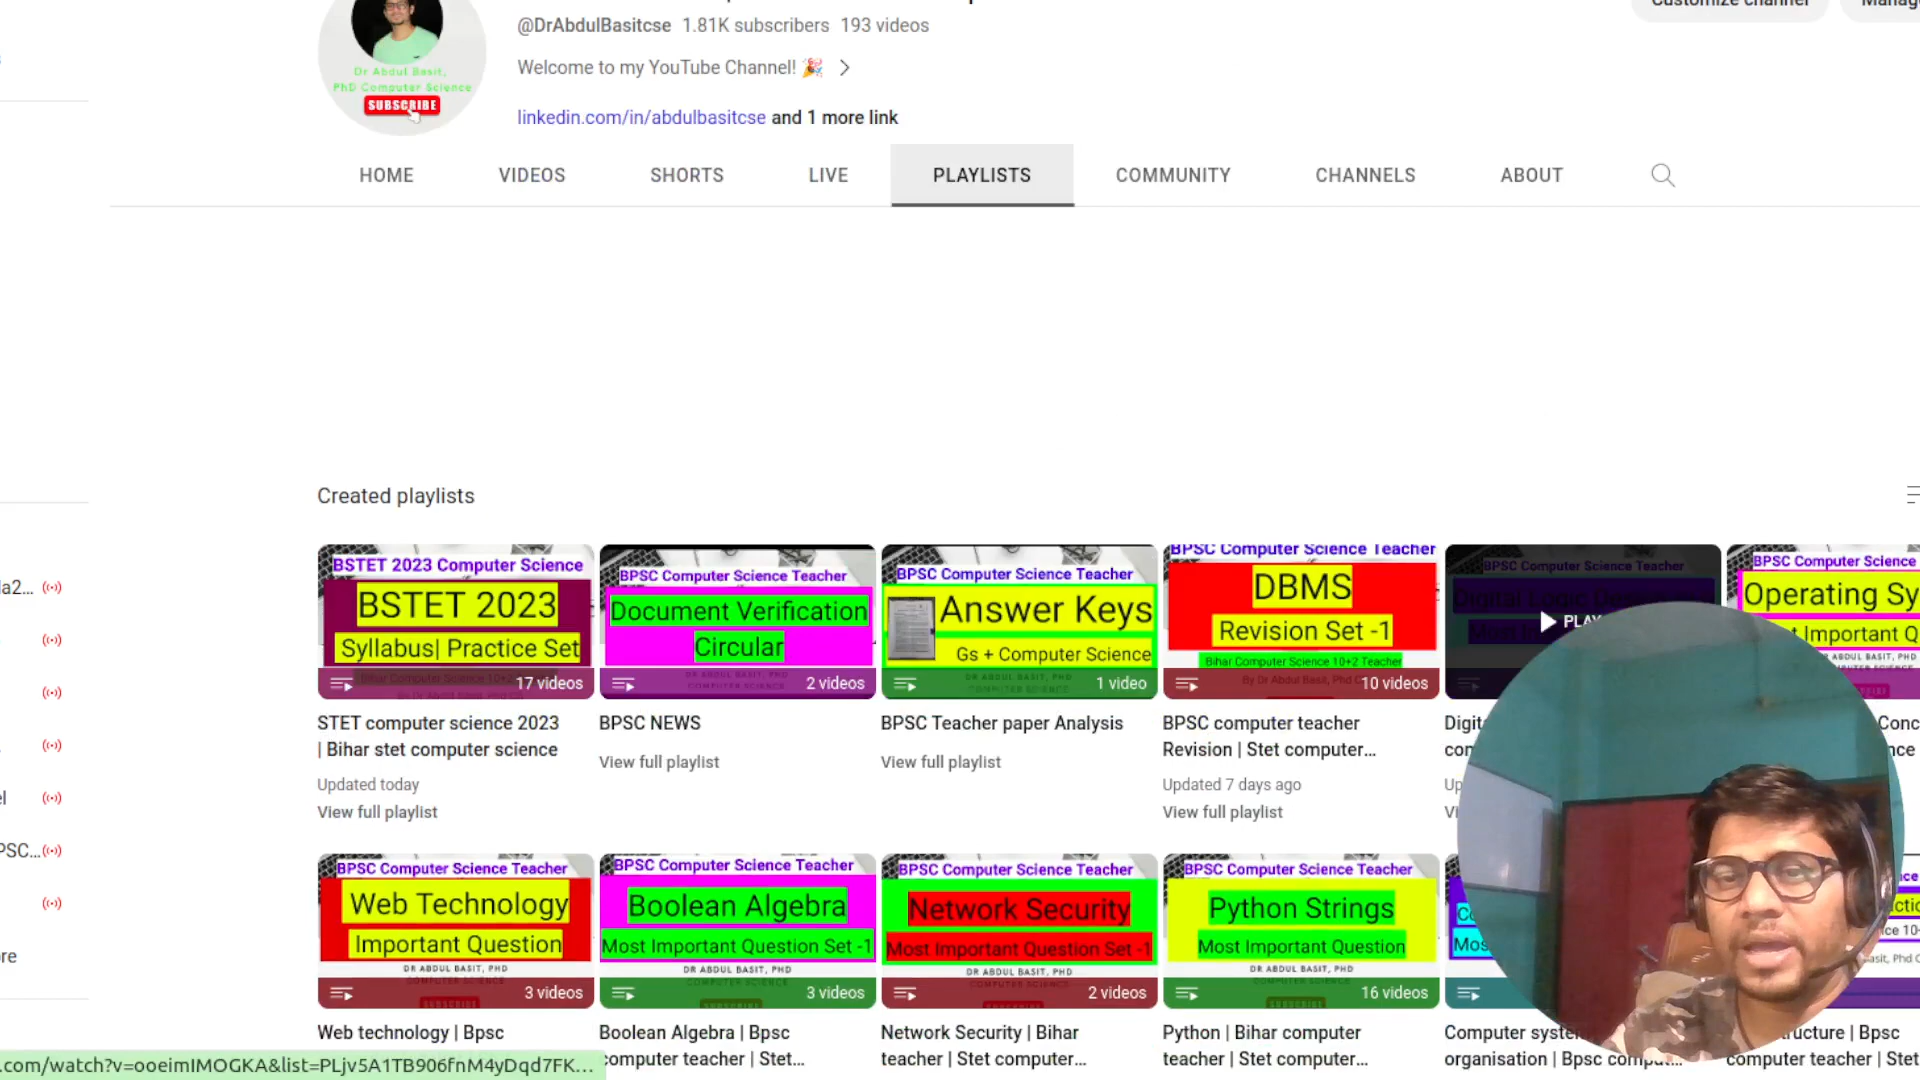 Customize channel
@DrAbdulBasitcse 1.81K subscribers 193 videos
Dr Abdul Basit,
PhD Computer Science
SUBSCRIBE
Welcome to my YouTube Channel! 🎉 >
linkedin.com/in/abdulbasitcse and 1 more link
HOME VIDEOS SHORTS LIVE PLAYLISTS COMMUNITY CHANNELS ABOUT
Created playlists
BSTET 2023 Computer Science
BSTET 2023
Syllabus| Practice Set
17 videos
STET computer science 2023
| Bihar stet computer science
Updated today
View full playlist
BPSC Computer Science Teacher
Document Verification
Circular
2 videos
BPSC NEWS
View full playlist
BPSC Computer Science Teacher
Answer Keys
Gs + Computer Science
1 video
BPSC Teacher paper Analysis
View full playlist
BPSC Computer Science Teacher
DBMS
Revision Set -1
Bihar Computer Science 10+2 Teacher
By Dr Abdul Basit, Phd
10 videos
BPSC computer teacher
Revision | Stet computer...
Updated 7 days ago
View full playlist
BPSC Computer Science Teacher
BPSC Computer Science
Operating Sy
t Important Q
BPSC Computer Science Teacher
Web Technology
Important Question
DR ABDUL BASIT, PHD
3 videos
Web technology | Bpsc
BPSC Computer Science Teacher
Boolean Algebra
Most Important Question Set -1
DR ABDUL BASIT, PHD
3 videos
Boolean Algebra | Bpsc
computer teacher | Stet...
BPSC Computer Science Teacher
Network Security
Most Important Question Set -1
DR ABDUL BASIT, PHD
2 videos
Network Security | Bihar
teacher | Stet computer...
BPSC Computer Science Teacher
Python Strings
Most Important Question
DR ABDUL BASIT, PHD
16 videos
Python | Bihar computer
teacher | Stet computer...
Computer syste
organisation | Bpsc comput...
ructure | Bpsc
computer teacher | Stet
.com/watch?v=ooeimIMOGKA&list=PLjv5A1TB906fnM4yDqd7FK...